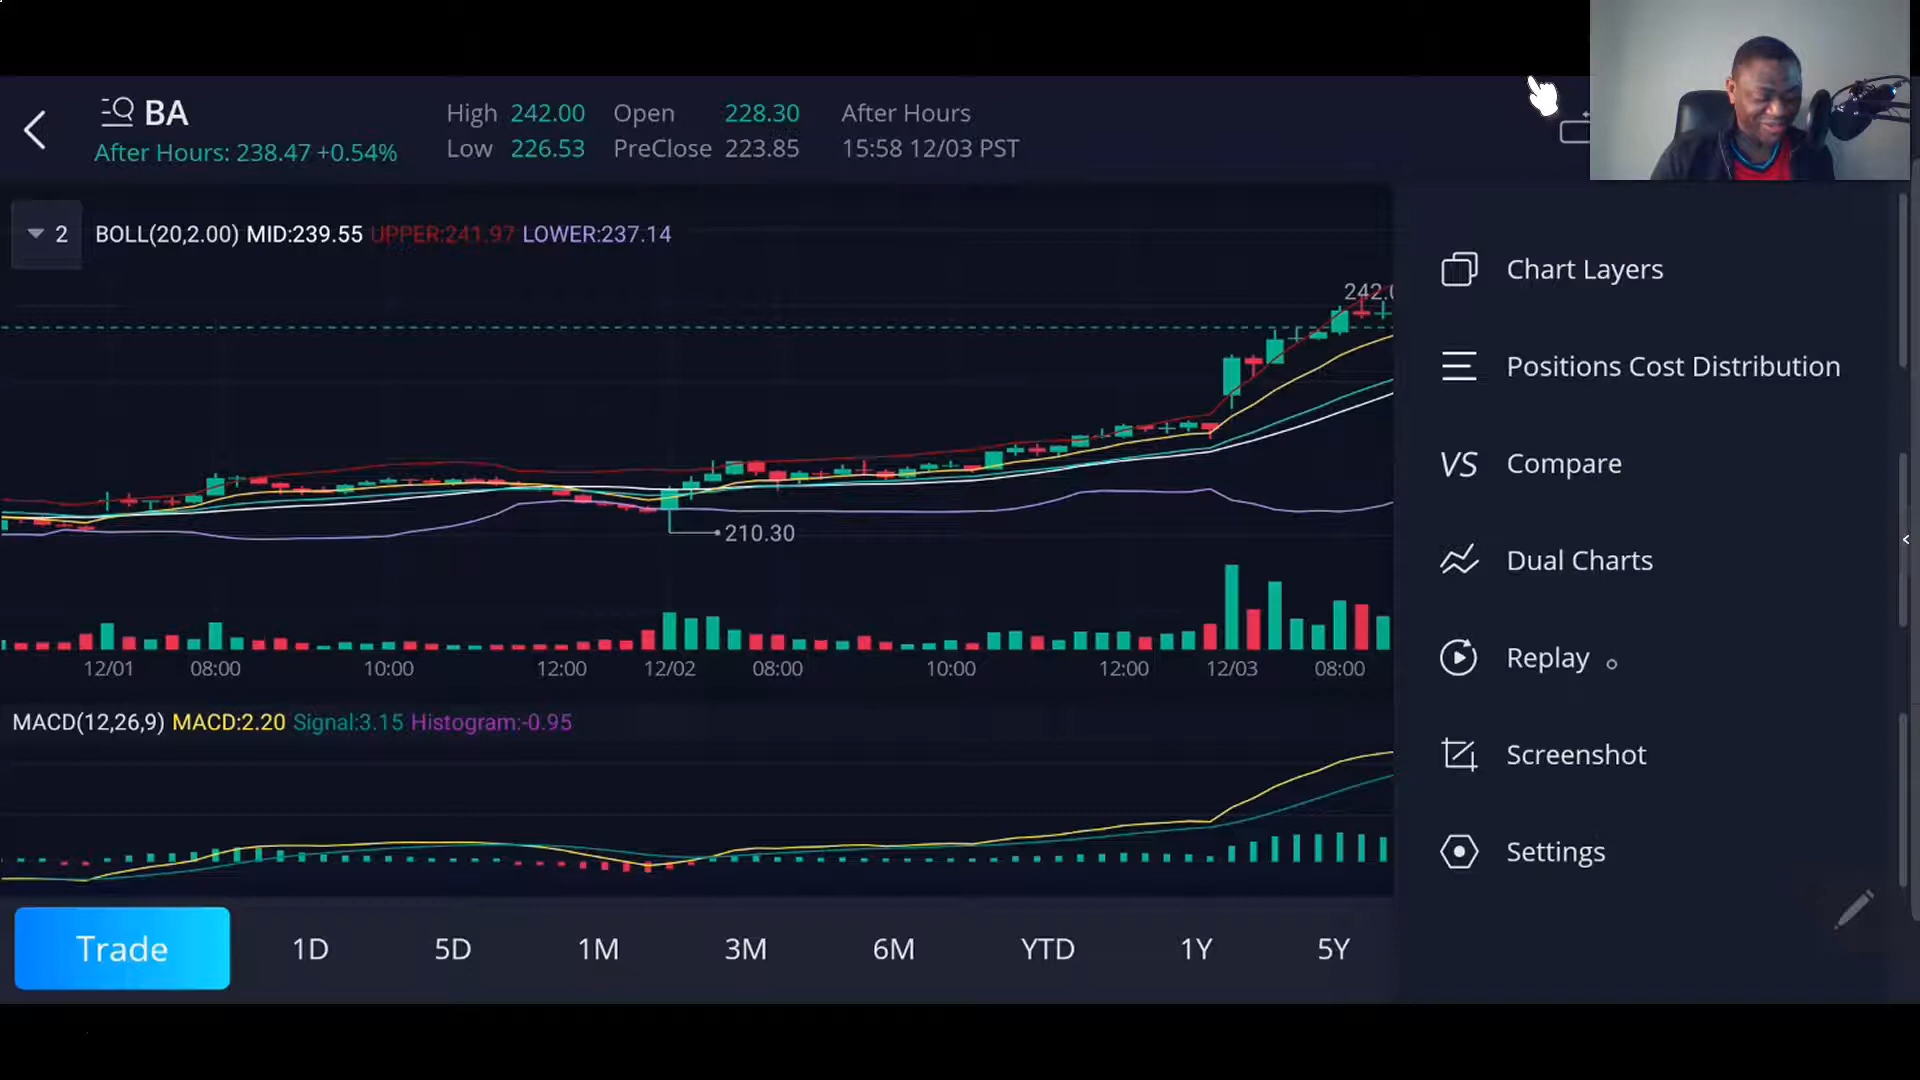 BA
High 242.00 Open 228.30 After Hours
After Hours: 238.47 +0.54%
Low 226.53 PreClose 223.85 15:58 12/03 PST
2 BOLL(20,2.00) MID:239.55 UPPER:241.97 LOWER:237.14
242.0
210.30
12/01 08:00 10:00 12:00 12/02 08:00 10:00 12:00 12/03 08:00
MACD(12,26,9) MACD:2.20 Signal:3.15 Histogram:-0.95
Chart Layers
Positions Cost Distribution
VS Compare
Dual Charts
Replay
Screenshot
Settings
Trade 1D 5D 1M 3M 6M YTD 1Y 5Y